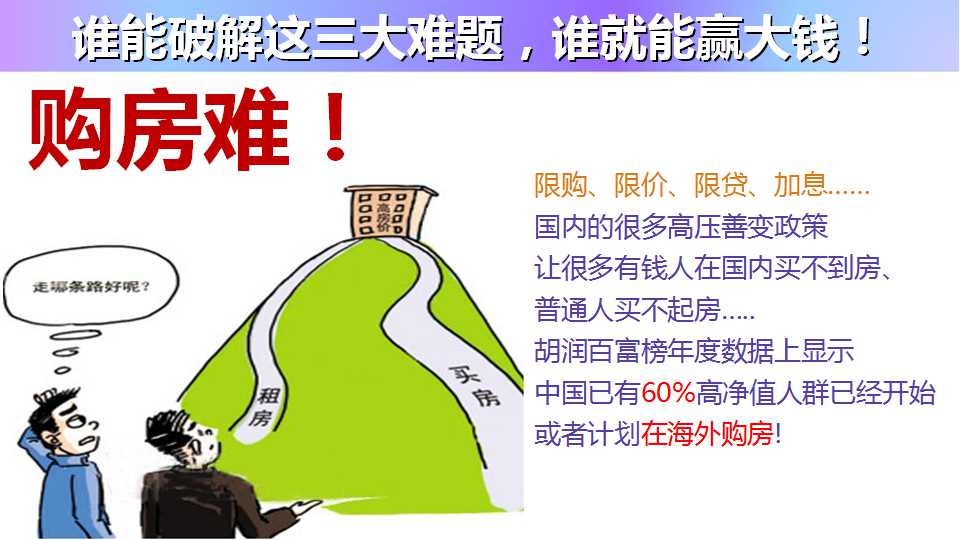 谁能破解这三大难题，谁就能赢大钱！
购房难！
限购、限价、限贷、加息......
国内的很多高压善变政策
让很多有钱人在国内买不到房、
普通人买不起房.....
胡润百富榜年度数据上显示
中国已有60%高净值人群已经开始
或者计划在海外购房!
高房价
走哪条路好呢？
租房
买房